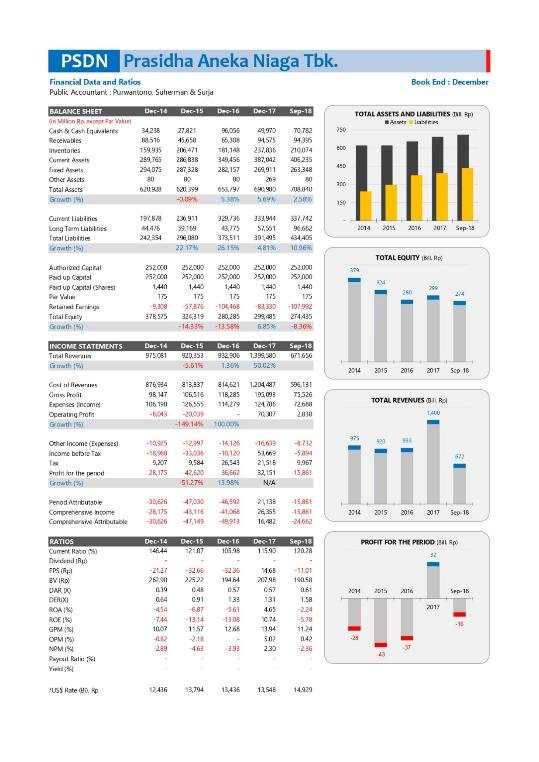 PSDN Prasidha Aneka Niaga Tbk.
Financial Data and Ratios Book End : December
Public Accountant : Purwantono, Suherman & Surja
BALANCE SHEET Dec-14 Dec-15 Dec-16 Dec-17 Sep-18
(in Million Rp, except Par Value)
Cash & Cash Equivalents 34,238 27,821 96,056 49,970 70,782
Receivables 88,516 45,658 65,308 94,575 94,395
Inventories 159,935 206,471 181,148 237,836 210,074
Current Assets 289,765 286,838 349,456 387,042 406,235
Fixed Assets 294,075 287,328 282,157 269,911 263,348
Other Assets 80 80 80 269 80
Total Assets 620,928 620,399 653,797 690,980 708,840
Growth (%) -0.09% 5.38% 5.69% 2.58%
Current Liabilities 197,878 236,911 329,736 333,944 337,742
Long Term Liabilities 44,476 59,169 43,775 57,551 96,662
Total Liabilities 242,354 296,080 373,511 391,495 434,405
Growth (%) 22.17% 26.15% 4.81% 10.96%
Authorized Capital 252,000 252,000 252,000 252,000 252,000
Paid up Capital 252,000 252,000 252,000 252,000 252,000
Paid up Capital (Shares) 1,440 1,440 1,440 1,440 1,440
Par Value 175 175 175 175 175
Retained Earnings -9,308 -57,876 -104,468 -83,330 -107,992
Total Equity 378,575 324,319 280,285 299,485 274,435
Growth (%) -14.33% -13.58% 6.85% -8.36%
INCOME STATEMENTS Dec-14 Dec-15 Dec-16 Dec-17 Sep-18
Total Revenues 975,081 920,353 932,906 1,399,580 671,656
Growth (%) -5.61% 1.36% 50.02%
Cost of Revenues 876,934 813,837 814,621 1,204,487 596,131
Gross Profit 98,147 106,516 118,285 195,093 75,526
Expenses (Income) 106,190 126,555 114,279 124,786 72,688
Operating Profit -8,043 -20,039 - 70,307 2,838
Growth (%) -149.14% 100.00%
Other Income (Expenses) -10,925 -12,997 -14,126 -16,639 -8,732
Income before Tax -18,968 -33,036 -10,120 53,669 -5,894
Tax 9,207 9,584 26,543 21,518 9,967
Profit for the period -28,175 -42,620 -36,662 32,151 -15,861
Growth (%) -51.27% 13.98% N/A
Period Attributable -30,626 -47,030 -46,592 21,138 -15,861
Comprehensive Income -28,175 -43,116 -41,068 26,355 -15,861
Comprehensive Attributable -30,626 -47,149 -49,913 16,482 -24,662
RATIOS Dec-14 Dec-15 Dec-16 Dec-17 Sep-18
Current Ratio (%) 146.44 121.07 105.98 115.90 120.28
Dividend (Rp) - - - - -
EPS (Rp) -21.27 -32.66 -32.36 14.68 -11.01
BV (Rp) 262.90 225.22 194.64 207.98 190.58
DAR (X) 0.39 0.48 0.57 0.57 0.61
DER(X) 0.64 0.91 1.33 1.31 1.58
ROA (%) -4.54 -6.87 -5.61 4.65 -2.24
ROE (%) -7.44 -13.14 -13.08 10.74 -5.78
GPM (%) 10.07 11.57 12.68 13.94 11.24
OPM (%) -0.82 -2.18 - 5.02 0.42
NPM (%) -2.89 -4.63 -3.93 2.30 -2.36
Payout Ratio (%) - - - - -
Yield (%) - - - - -
*US$ Rate (BI), Rp 12,436 13,794 13,436 13,548 14,929
TOTAL ASSETS AND LIABILITIES (Bill. Rp)
Assets Liabilities
750
600
450
300
150
-
2014 2015 2016 2017 Sep-18
TOTAL EQUITY (Bill. Rp)
379 324 280 299 274
2014 2015 2016 2017 Sep-18
TOTAL REVENUES (Bill. Rp)
1,400
975 920 933 672
2014 2015 2016 2017 Sep-18
PROFIT FOR THE PERIOD (Bill. Rp)
32
2014 2015 2016 2017 Sep-18
-28 -43 -37 -16